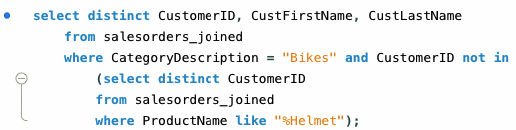 select distinct CustomerID, CustFirstName, CustLastName
from salesorders_joined
where CategoryDescription = "Bikes" and CustomerID not in
(select distinct CustomerID
from salesorders_joined
where ProductName like "%Helmet");